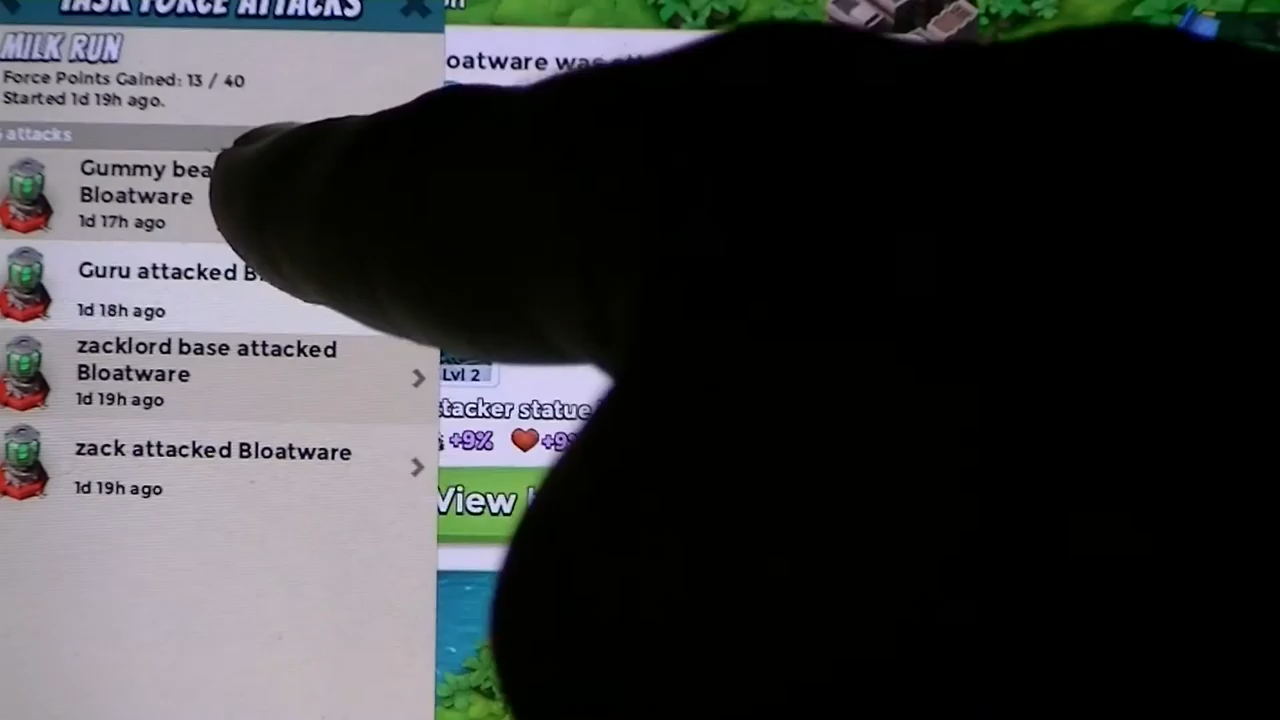 TASK FORCE ATTACKS
MILK RUN
Force Points Gained: 13 / 40
Started 1d 19h ago.
attacks
Gummy
Bloatware
1d 17h ago
Guru attacked
1d 18h ago
zacklord base attacked
Bloatware
1d 19h ago
zack attacked Bloatware
1d 19h ago
oatware was
Lvl 2
tacker statue
+9% +9
View